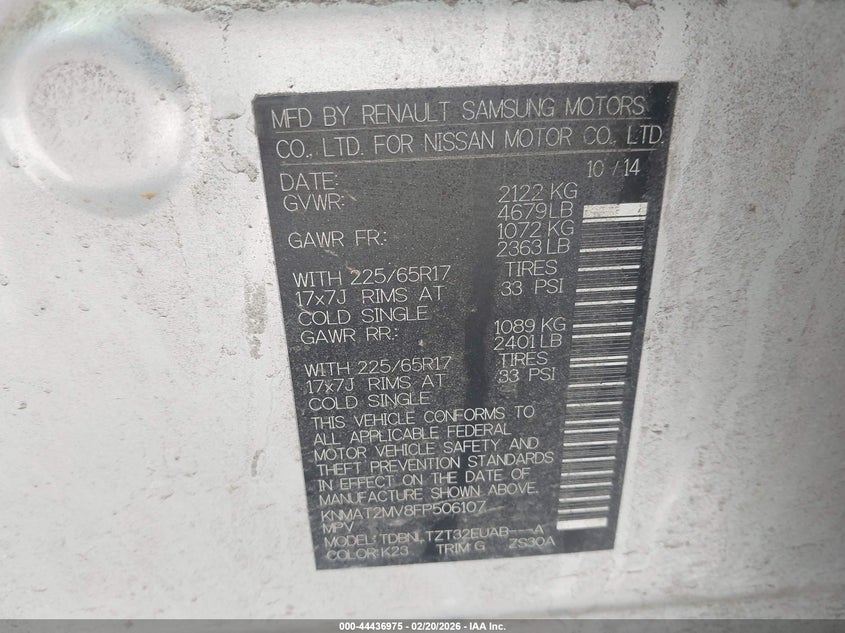 MFD BY RENAULT SAMSUNG MOTORS
CO., LTD. FOR NISSAN MOTOR CO., LTD.
DATE: 10 / 14
GVWR: 2122 KG
4679 LB
GAWR FR.: 1072 KG
2363 LB
WITH 225/65R17 TIRES
17x7J RIMS AT 33 PSI
COLD SINGLE
GAWR RR.: 1089 KG
2401 LB
WITH 225/65R17 TIRES
17x7J RIMS AT 33 PSI
COLD SINGLE
THIS VEHICLE CONFORMS TO
ALL APPLICABLE FEDERAL
MOTOR VEHICLE SAFETY AND
THEFT PREVENTION STANDARDS
IN EFFECT ON THE DATE OF
MANUFACTURE SHOWN ABOVE.
KNMAT2MV8FP506107
MPV
MODEL: TDBNLTZT32EUAB---A
COLOR: K23 TRIM: G ZS30A
000-44436975 — 02/20/2026 — IAA Inc.